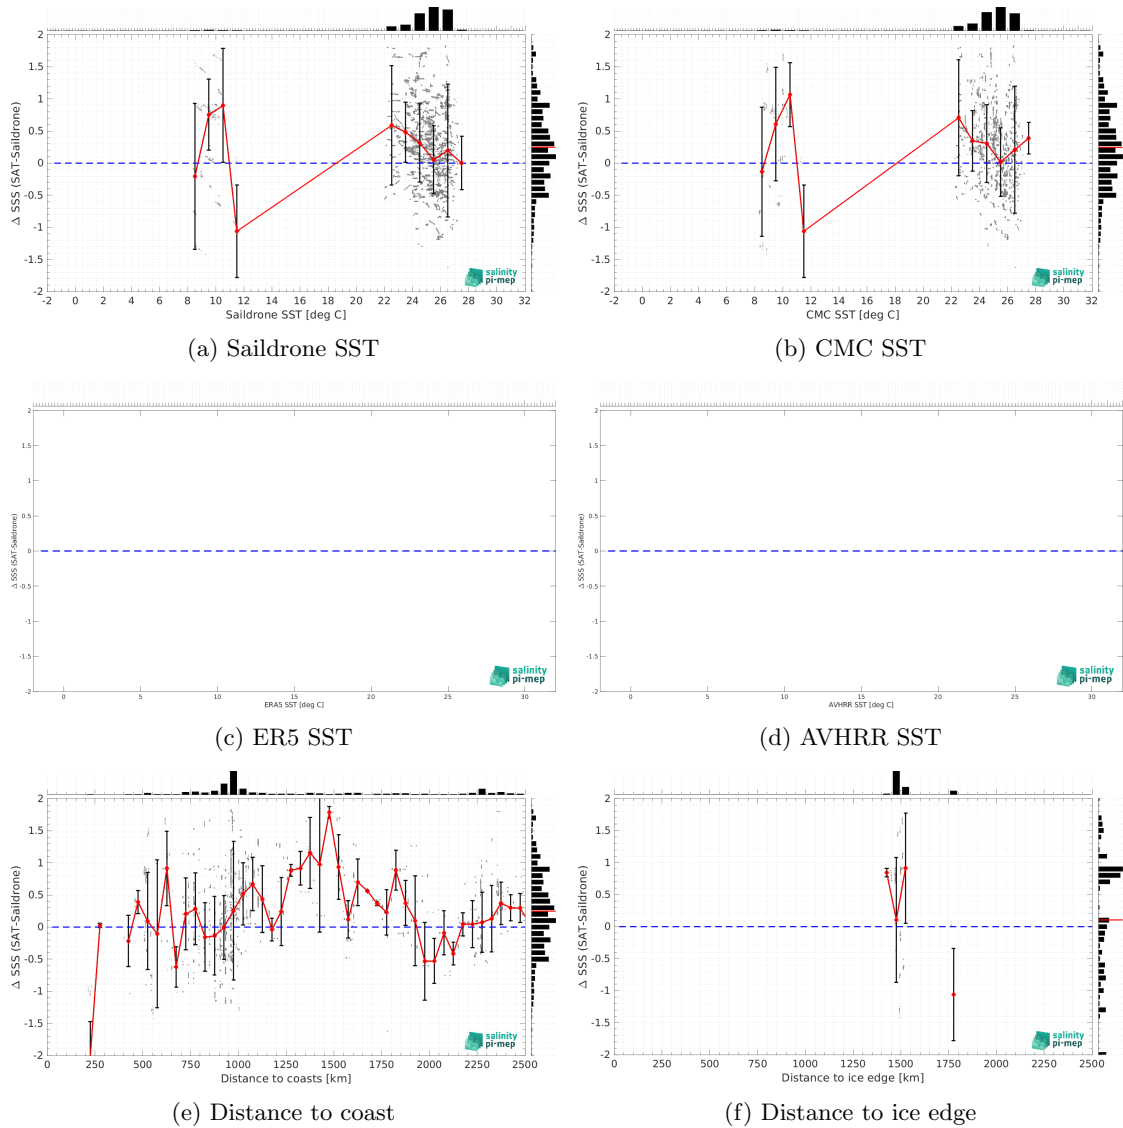 2
1.5
1
0.5
0
-0.5
-1
-1.5
-2
Δ SSS (SAT-Saildrone)
-2 0 2 4 6 8 10 12 14 16 18 20 22 24 26 28 30 32
Saildrone SST [deg C]
salinity
pi-mep
(a) Saildrone SST
2
1.5
1
0.5
0
-0.5
-1
-1.5
-2
Δ SSS (SAT-Saildrone)
-2 0 2 4 6 8 10 12 14 16 18 20 22 24 26 28 30 32
CMC SST [deg C]
salinity
pi-mep
(b) CMC SST
2
1.5
1
0.5
0
-0.5
-1
-1.5
-2
Δ SSS (SAT-Saildrone)
0 5 10 15 20 25 30
ERA5 SST [deg C]
salinity
pi-mep
(c) ER5 SST
2
1.5
1
0.5
0
-0.5
-1
-1.5
-2
Δ SSS (SAT-Saildrone)
0 5 10 15 20 25 30
AVHRR SST [deg C]
salinity
pi-mep
(d) AVHRR SST
2
1.5
1
0.5
0
-0.5
-1
-1.5
-2
Δ SSS (SAT-Saildrone)
0 250 500 750 1000 1250 1500 1750 2000 2250 2500
Distance to coasts [km]
salinity
pi-mep
(e) Distance to coast
2
1.5
1
0.5
0
-0.5
-1
-1.5
-2
Δ SSS (SAT-Saildrone)
0 250 500 750 1000 1250 1500 1750 2000 2250 2500
Distance to ice edge [km]
salinity
pi-mep
(f) Distance to ice edge